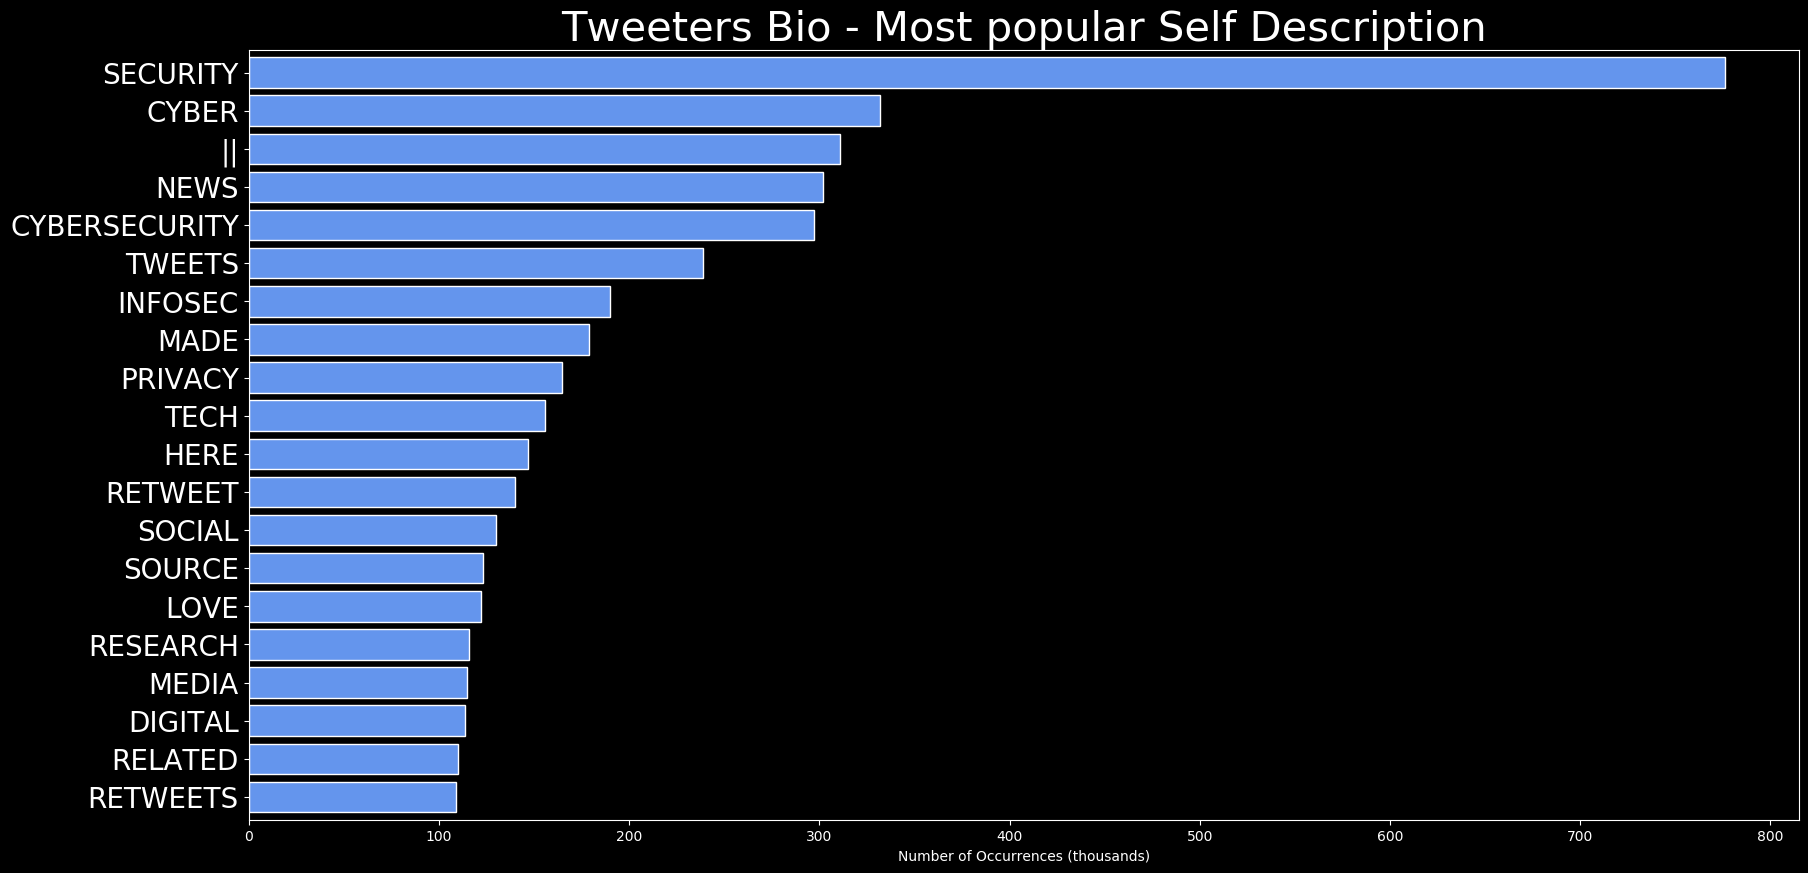 Tweeters Bio - Most popular Self Description
SECURITY
CYBER
||
NEWS
CYBERSECURITY
TWEETS
INFOSEC
MADE
PRIVACY
TECH
HERE
RETWEET
SOCIAL
SOURCE
LOVE
RESEARCH
MEDIA
DIGITAL
RELATED
RETWEETS
0 100 200 300 400 500 600 700 800
Number of Occurrences (thousands)